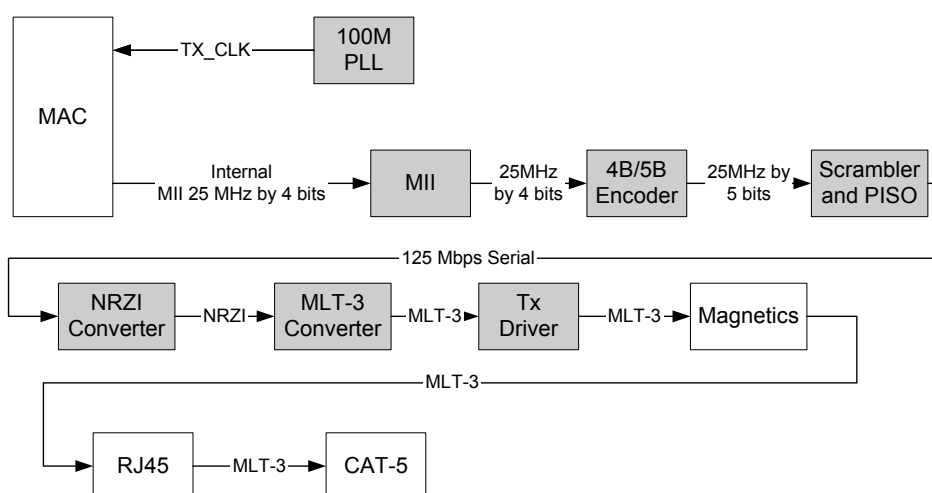 100M
PLL
TX_CLK
MAC
Internal
MII 25 MHz by 4 bits
MII
25MHz
by 4 bits
4B/5B
Encoder
25MHz by
5 bits
Scrambler
and PISO
125 Mbps Serial
NRZI
Converter
NRZI
MLT-3
Converter
MLT-3
Tx
Driver
MLT-3
Magnetics
MLT-3
RJ45
MLT-3
CAT-5